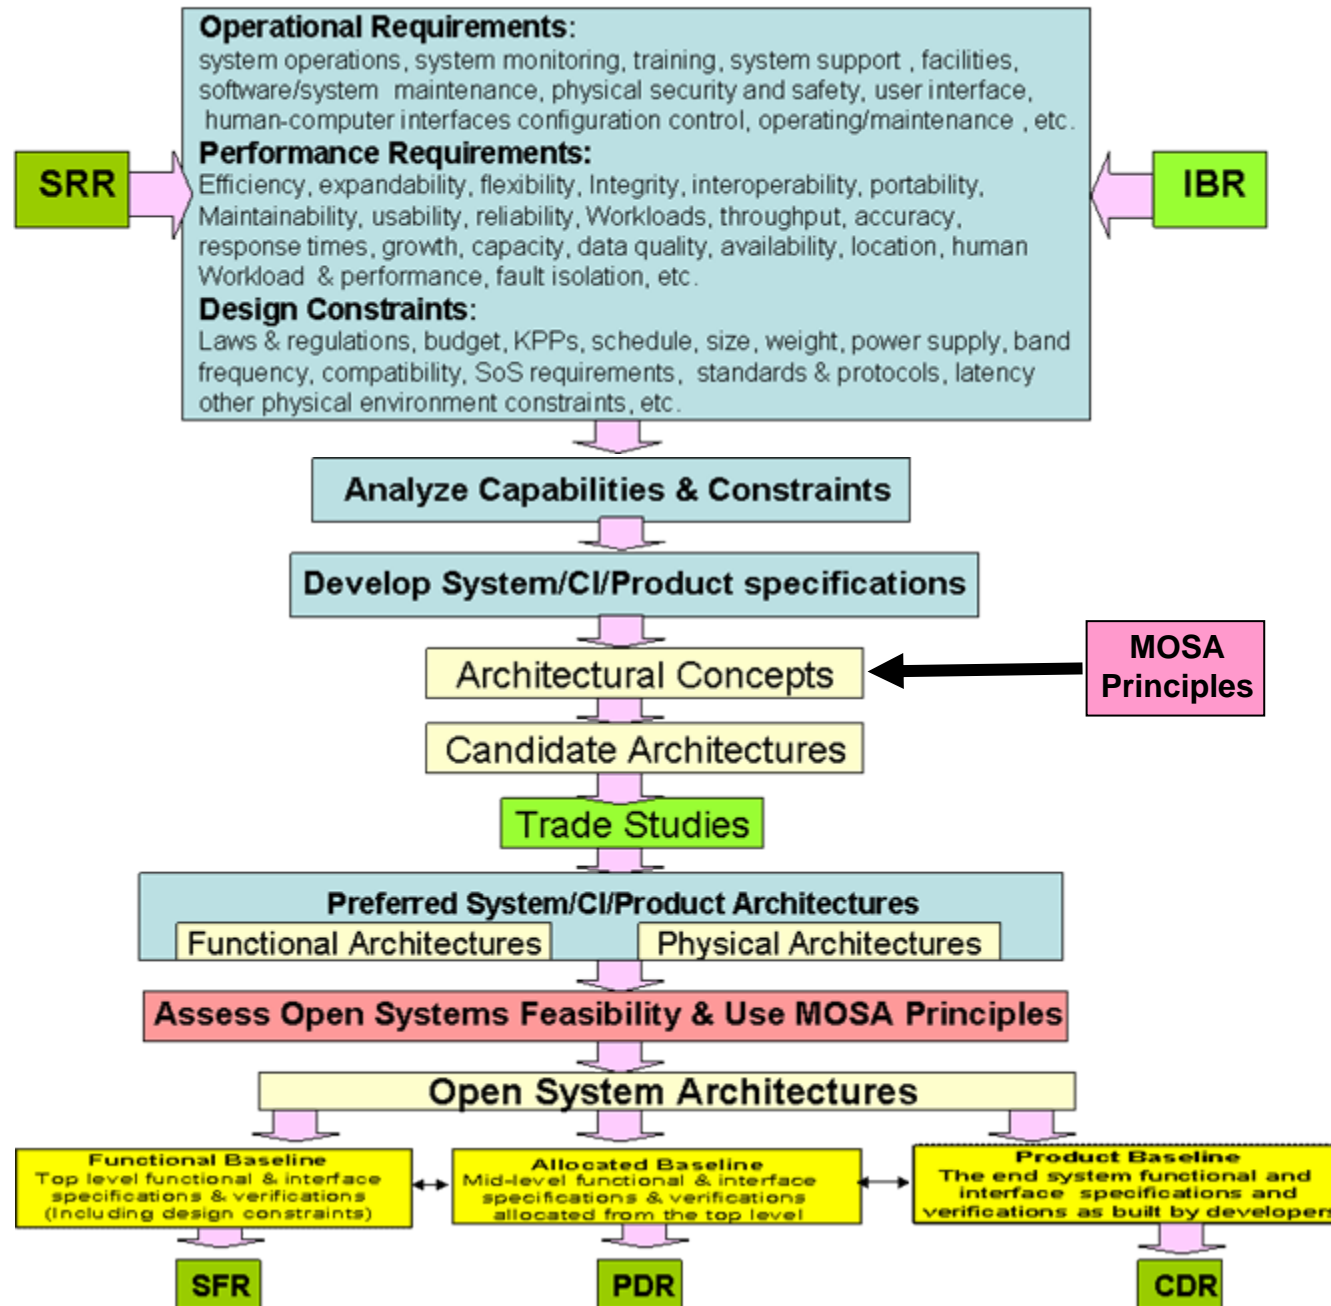 Operational Requirements:
system operations, system monitoring, training, system support , facilities,
software/system maintenance, physical security and safety, user interface,
human-computer interfaces configuration control, operating/maintenance , etc.
Performance Requirements:
Efficiency, expandability, flexibility, Integrity, interoperability, portability,
Maintainability, usability, reliability, Workloads, throughput, accuracy,
response times, growth, capacity, data quality, availability, location, human
Workload & performance, fault isolation, etc.
Design Constraints:
Laws & regulations, budget, KPPs, schedule, size, weight, power supply, band
frequency, compatibility, SoS requirements, standards & protocols, latency
other physical environment constraints, etc.
SRR
IBR
Analyze Capabilities & Constraints
Develop System/CI/Product specifications
Architectural Concepts
MOSA
Principles
Candidate Architectures
Trade Studies
Preferred System/CI/Product Architectures
Functional Architectures
Physical Architectures
Assess Open Systems Feasibility & Use MOSA Principles
Open System Architectures
Functional Baseline
Top level functional & interface
specifications & verifications
(Including design constraints)
Allocated Baseline
Mid-level functional & interface
specifications & verifications
allocated from the top level
Product Baseline
The end system functional and
interface specifications and
verifications as built by developers
SFR
PDR
CDR